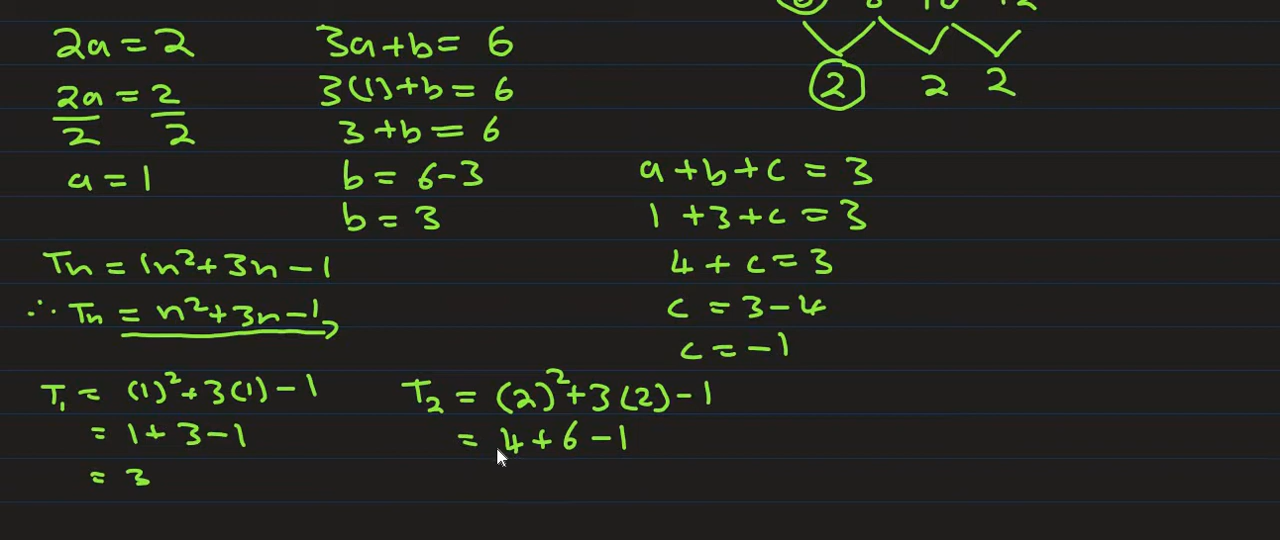 2a = 2
2a/2 = 2/2
a = 1
3a + b = 6
3(1) + b = 6
3 + b = 6
b = 6 - 3
b = 3
2 2 2
a + b + c = 3
1 + 3 + c = 3
4 + c = 3
c = 3 - 4
c = -1
Tn = 1n² + 3n - 1
∴ Tn = n² + 3n - 1
T₁ = (1)² + 3(1) - 1
= 1 + 3 - 1
= 3
T₂ = (2)² + 3(2) - 1
= 4 + 6 - 1